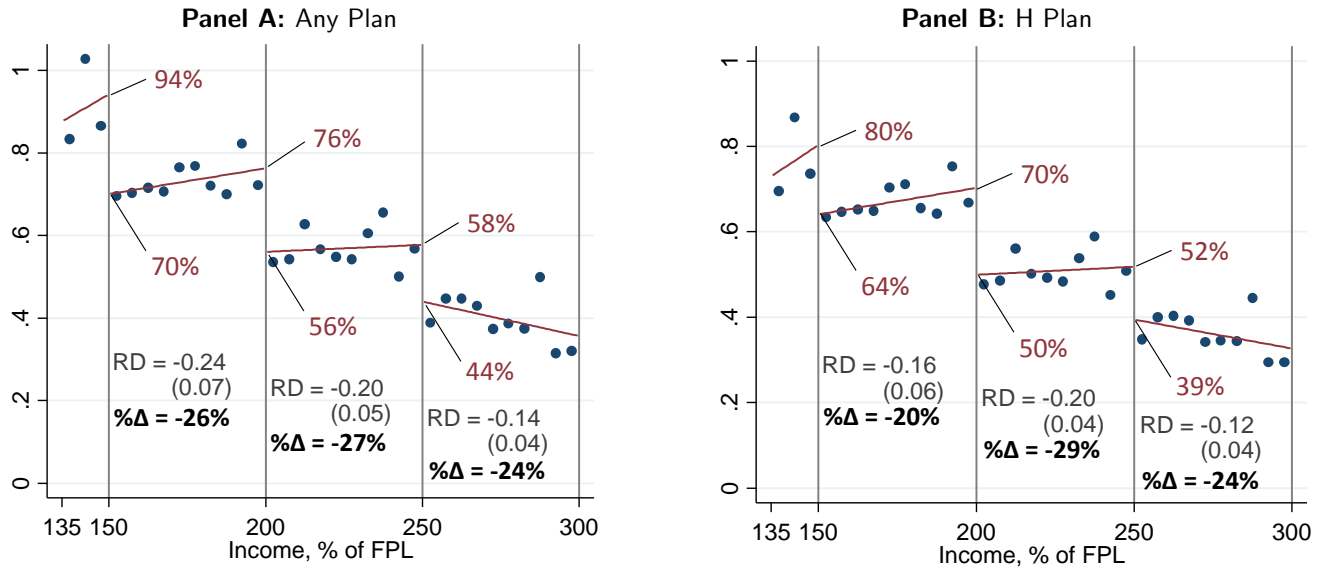 Panel A: Any Plan
1
.8
.6
.4
.2
0
94%
76%
70%
58%
56%
44%
RD = -0.24
(0.07)
%Δ = -26%
RD = -0.20
(0.05)
%Δ = -27%
RD = -0.14
(0.04)
%Δ = -24%
135 150 200 250 300
Income, % of FPL
Panel B: H Plan
1
.8
.6
.4
.2
0
80%
70%
64%
52%
50%
39%
RD = -0.16
(0.06)
%Δ = -20%
RD = -0.20
(0.04)
%Δ = -29%
RD = -0.12
(0.04)
%Δ = -24%
135 150 200 250 300
Income, % of FPL